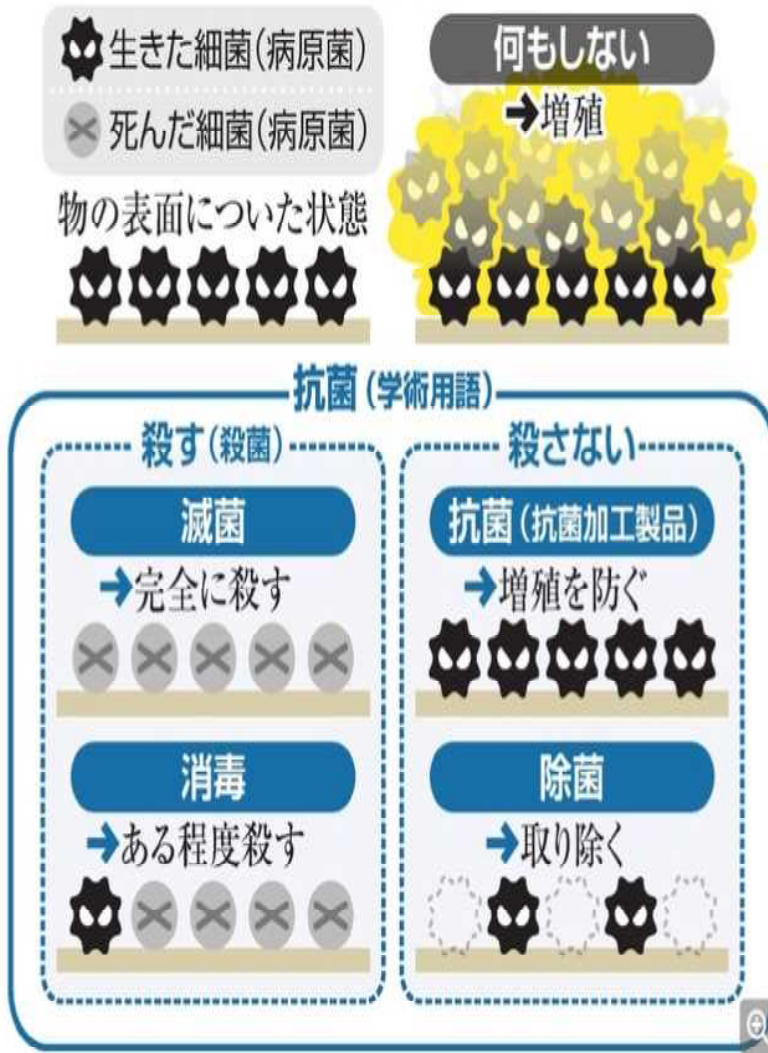 生きた細菌(病原菌)
死んだ細菌(病原菌)
物の表面についた状態
何もしない
➔増殖
抗菌(学術用語)
殺す(殺菌)
滅菌
➔完全に殺す
消毒
➔ある程度殺す
殺さない
抗菌(抗菌加工製品)
➔増殖を防ぐ
除菌
➔取り除く